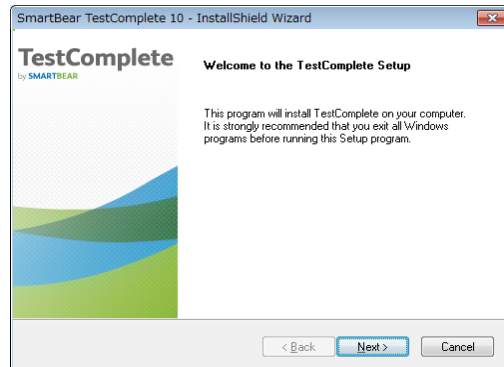 SmartBear TestComplete 10 - InstallShield Wizard
TestComplete
by SMARTBEAR
Welcome to the TestComplete Setup
This program will install TestComplete on your computer.
It is strongly recommended that you exit all Windows
programs before running this Setup program.
< Back Next > Cancel